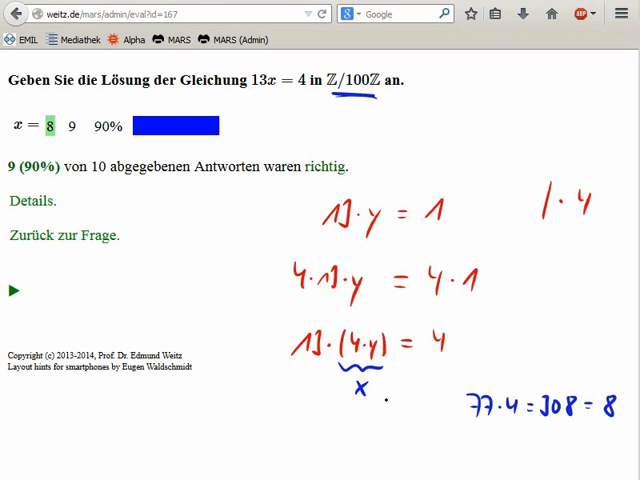 weitz.de/mars/admin/eval?id=167
Google
EMIL Mediathek Alpha MARS MARS (Admin)
Geben Sie die Lösung der Gleichung 13x = 4 in ℤ/100ℤ an.
x = 8 9 90%
9 (90%) von 10 abgegebenen Antworten waren richtig.
Details.
13·y = 1 /·4
Zurück zur Frage.
4·13·y = 4·1
13·(4·y) = 4
Copyright (c) 2013-2014, Prof. Dr. Edmund Weitz
Layout hints for smartphones by Eugen Waldschmidt
x
77·4 = 308 = 8